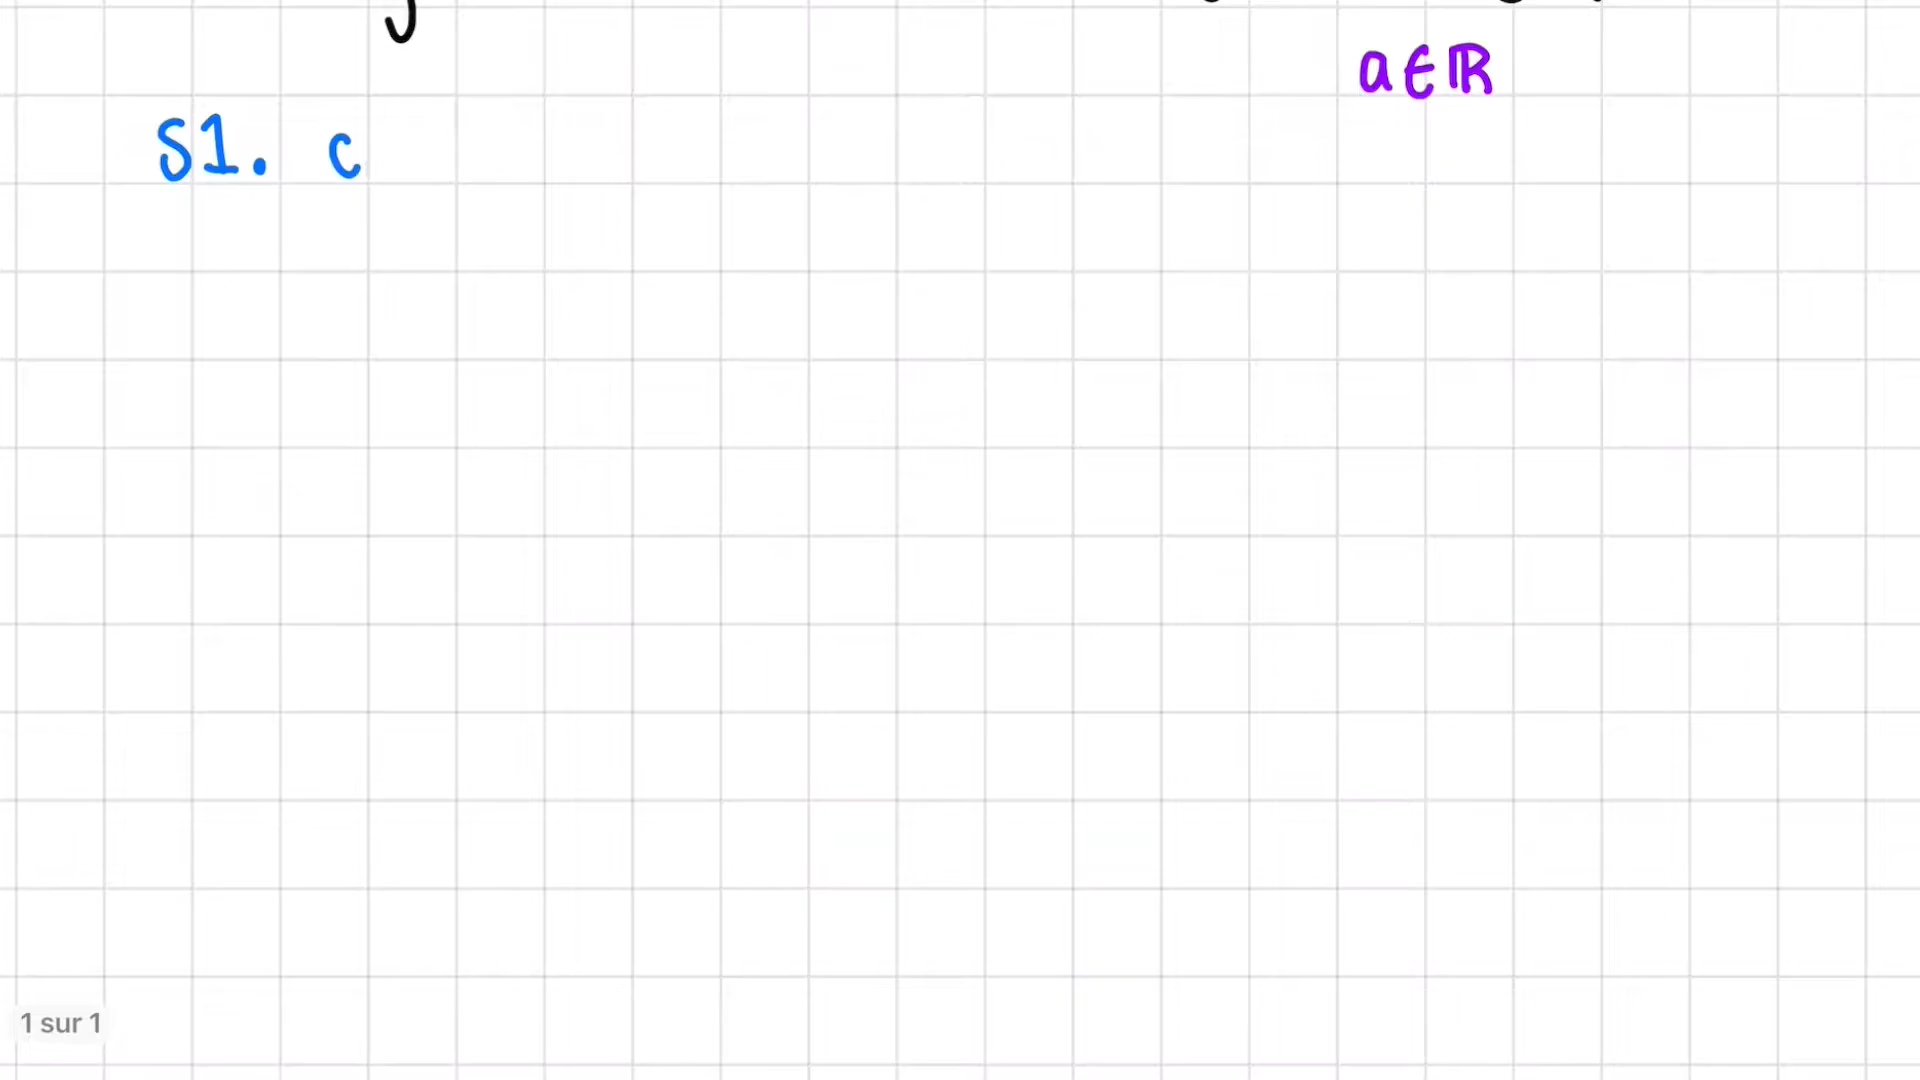 a ∈ ℝ
S1. c
1 sur 1